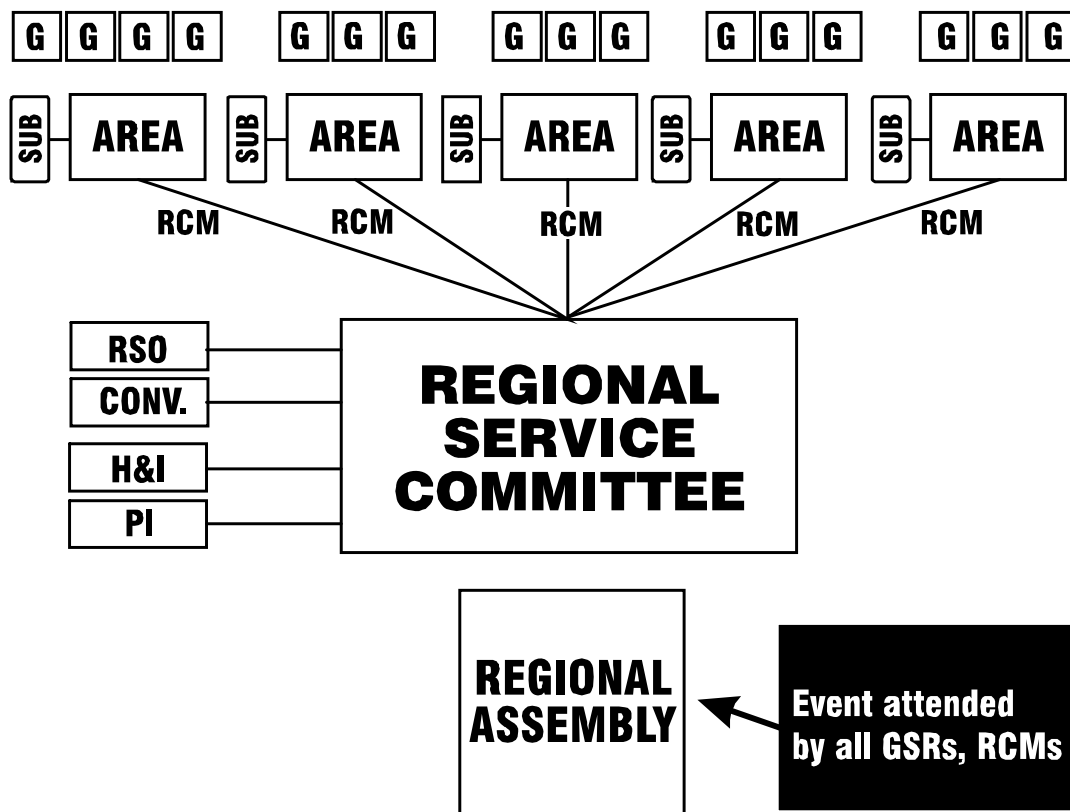 G G G G G G G G G G G G G G G G
SUB AREA SUB AREA SUB AREA SUB AREA SUB AREA
RCM RCM RCM RCM RCM
RSO
CONV.
H&I
PI
REGIONAL
SERVICE
COMMITTEE
REGIONAL
ASSEMBLY
Event attended
by all GSRs, RCMs